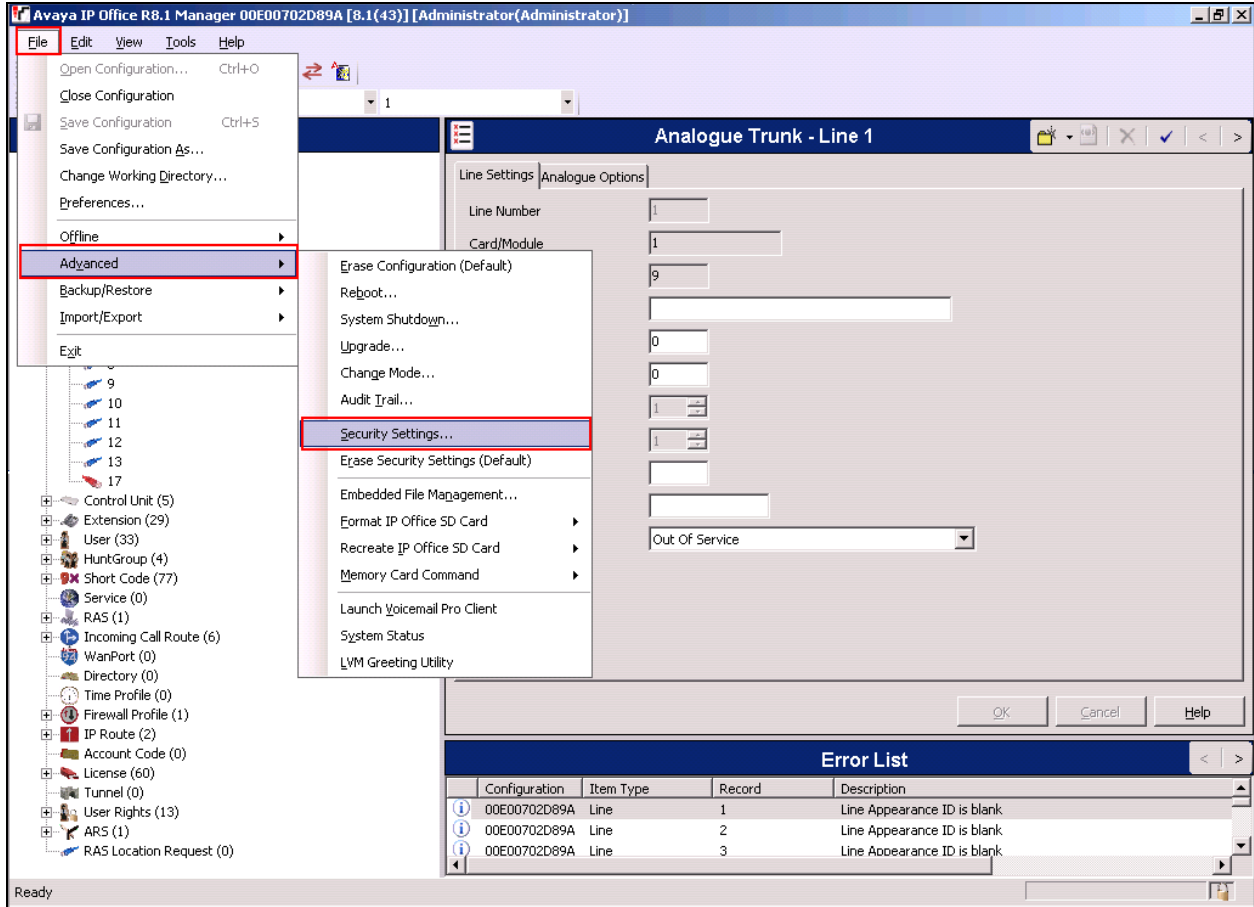 Avaya IP Office R8.1 Manager 00E00702D89A [8.1(43)] [Administrator(Administrator)]
File Edit View Tools Help
Open Configuration... Ctrl+O
Close Configuration
Save Configuration Ctrl+S
Save Configuration As...
Change Working Directory...
Preferences...
Offline
Advanced
Backup/Restore
Import/Export
Exit
Erase Configuration (Default)
Reboot...
System Shutdown...
Upgrade...
Change Mode...
Audit Trail...
Security Settings...
Erase Security Settings (Default)
Embedded File Management...
Format IP Office SD Card
Recreate IP Office SD Card
Memory Card Command
Launch Voicemail Pro Client
System Status
LVM Greeting Utility
1
9
10
11
12
13
17
Control Unit (5)
Extension (29)
User (33)
HuntGroup (4)
Short Code (77)
Service (0)
RAS (1)
Incoming Call Route (6)
WanPort (0)
Directory (0)
Time Profile (0)
Firewall Profile (1)
IP Route (2)
Account Code (0)
License (60)
Tunnel (0)
User Rights (13)
ARS (1)
RAS Location Request (0)
Analogue Trunk - Line 1
Line Settings Analogue Options
Line Number 1
Card/Module 1
9
0
0
1
1
Out Of Service
OK Cancel Help
Error List
Configuration Item Type Record Description
00E00702D89A Line 1 Line Appearance ID is blank
00E00702D89A Line 2 Line Appearance ID is blank
00E00702D89A Line 3 Line Appearance ID is blank
Ready